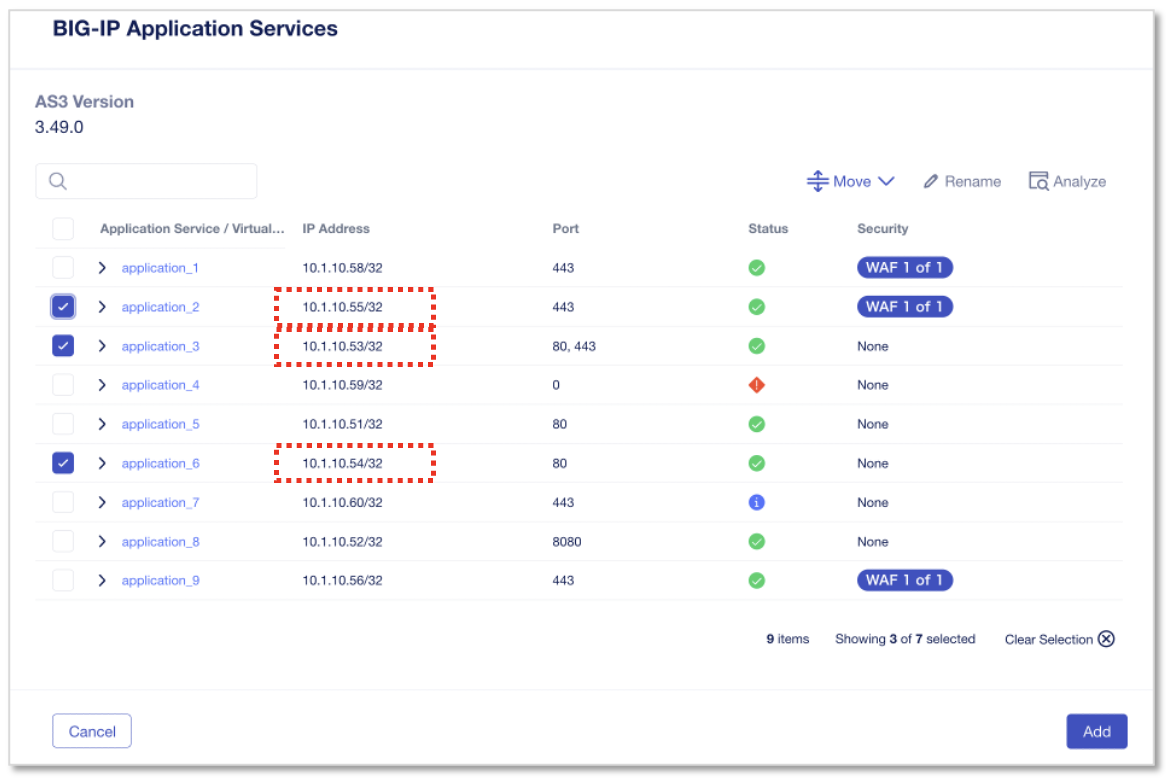 BIG-IP Application Services
AS3 Version
3.49.0
Move Rename Analyze
Application Service / Virtual... IP Address Port Status Security
application_1 10.1.10.58/32 443 WAF 1 of 1
application_2 10.1.10.55/32 443 WAF 1 of 1
application_3 10.1.10.53/32 80, 443 None
application_4 10.1.10.59/32 0 None
application_5 10.1.10.51/32 80 None
application_6 10.1.10.54/32 80 None
application_7 10.1.10.60/32 443 None
application_8 10.1.10.52/32 8080 None
application_9 10.1.10.56/32 443 WAF 1 of 1
9 items Showing 3 of 7 selected Clear Selection
Cancel Add